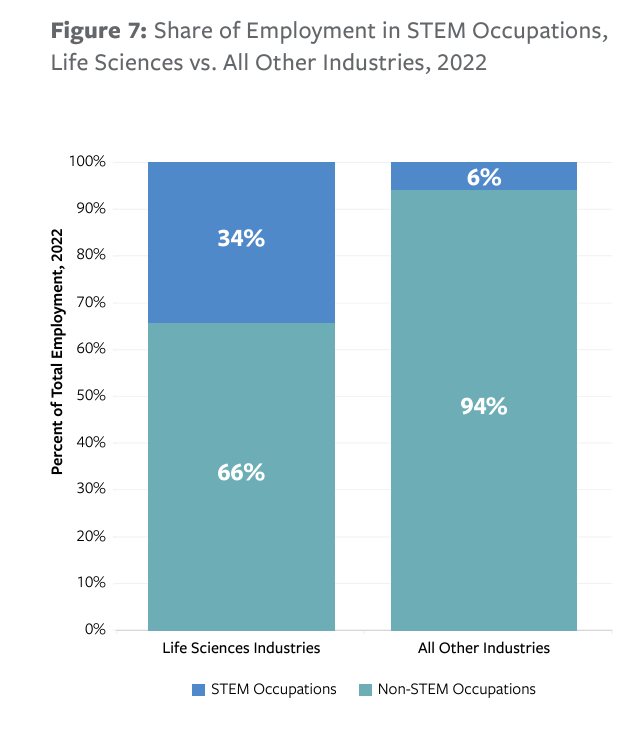 Figure 7: Share of Employment in STEM Occupations,
Life Sciences vs. All Other Industries, 2022
Percent of Total Employment, 2022
100%
90%
80%
70%
60%
50%
40%
30%
20%
10%
0%
34%
66%
6%
94%
Life Sciences Industries
All Other Industries
STEM Occupations
Non-STEM Occupations